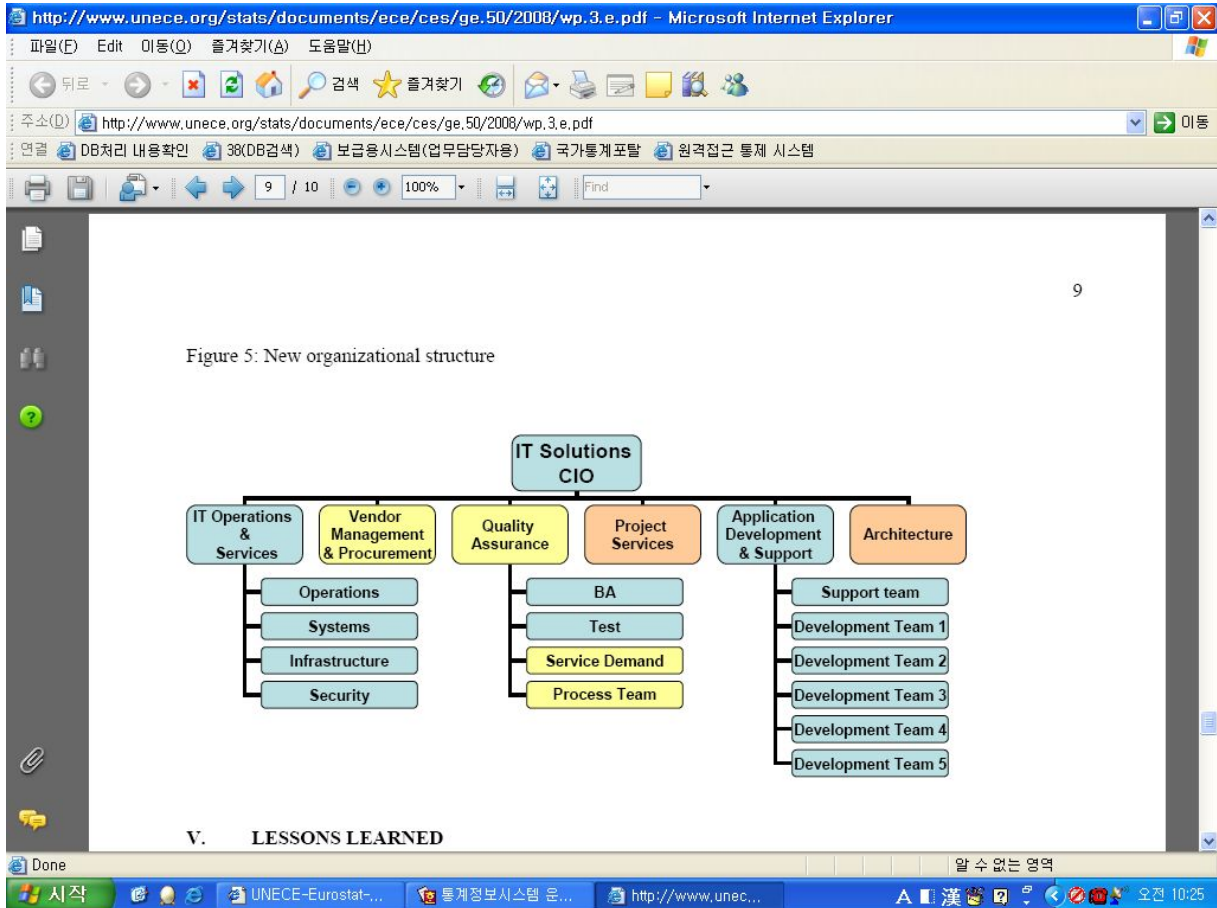 http://www.unece.org/stats/documents/ece/ces/ge.50/2008/wp.3.e.pdf - Microsoft Internet Explorer
파일(F) Edit 이동(O) 즐겨찾기(A) 도움말(H)
뒤로 검색 즐겨찾기
주소(D) http://www.unece.org/stats/documents/ece/ces/ge.50/2008/wp.3.e.pdf 이동
연결 DB처리 내용확인 38(DB검색) 보급용시스템(업무담당자용) 국가통계포탈 원격접근 통제 시스템
9 / 10 100% Find
9
Figure 5: New organizational structure
IT Solutions
CIO
IT Operations
&
Services
Vendor
Management
& Procurement
Quality
Assurance
Project
Services
Application
Development
& Support
Architecture
Operations
Systems
Infrastructure
Security
BA
Test
Service Demand
Process Team
Support team
Development Team 1
Development Team 2
Development Team 3
Development Team 4
Development Team 5
V. LESSONS LEARNED
Done 알 수 없는 영역
시작 UNECE-Eurostat-... 통계정보시스템 운... http://www.unec... A 漢 오전 10:25